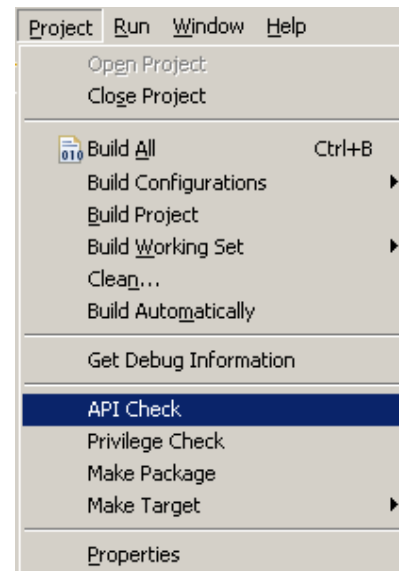 Project Run Window Help
Open Project
Close Project
010 Build All Ctrl+B
Build Configurations
Build Project
Build Working Set
Clean...
Build Automatically
Get Debug Information
API Check
Privilege Check
Make Package
Make Target
Properties